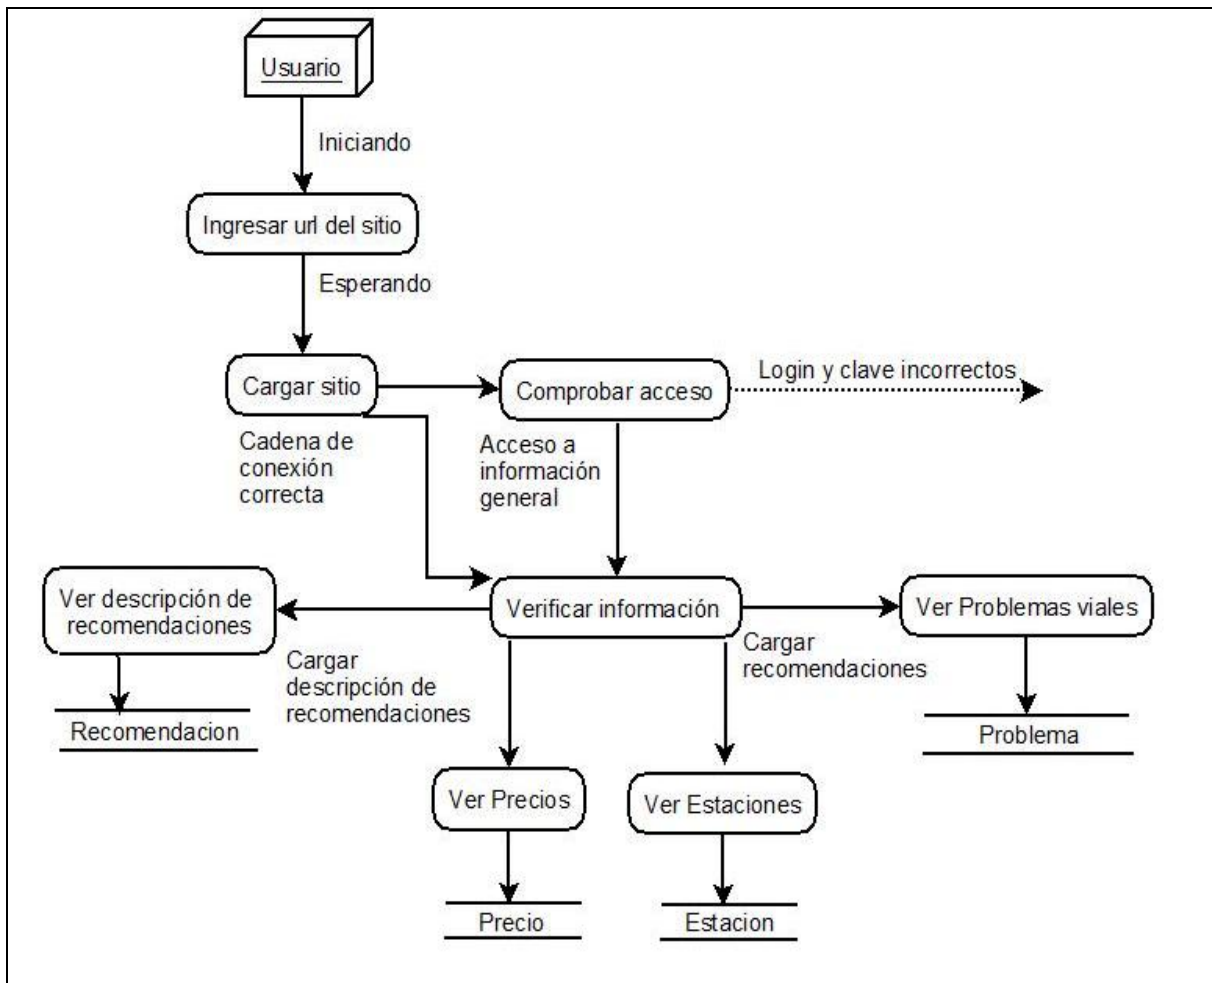 Usuario
Iniciando
Ingresar url del sitio
Esperando
Cargar sitio
Comprobar acceso
Login y clave incorrectos
Cadena de
conexión
correcta
Acceso a
información
general
Ver descripción de
recomendaciones
Verificar información
Ver Problemas viales
Cargar
descripción de
recomendaciones
Cargar
recomendaciones
Recomendacion
Problema
Ver Precios
Ver Estaciones
Precio
Estacion